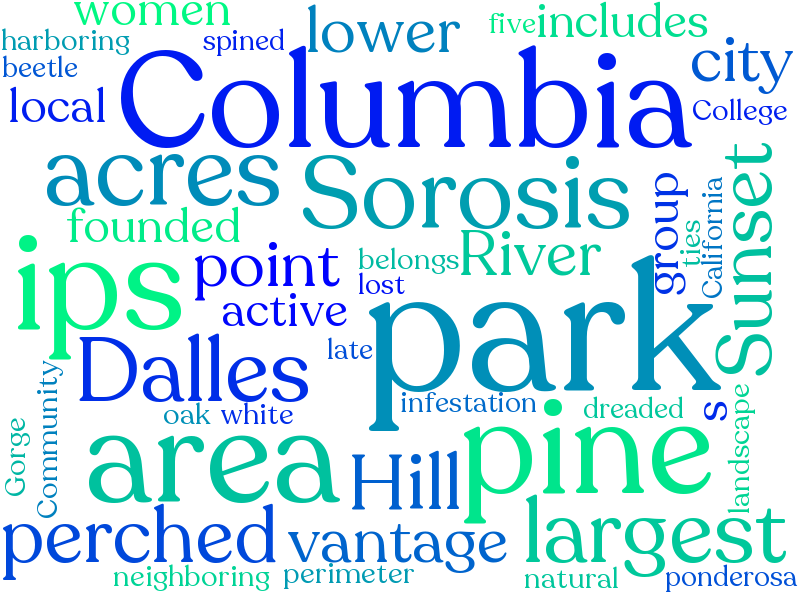 women
harboring
spined
lower
five
includes
beetle
local
Columbia
city
College
acres
Sorosis
group
ties
California
Sunset
founded
ips
point
belongs
River
lost
active
park
Dalles
late
s
oak
white
infestation
dreaded
landscape
Community
Gorge
area
Hill
pine
perched
vantage
largest
neighboring
perimeter
natural
ponderosa